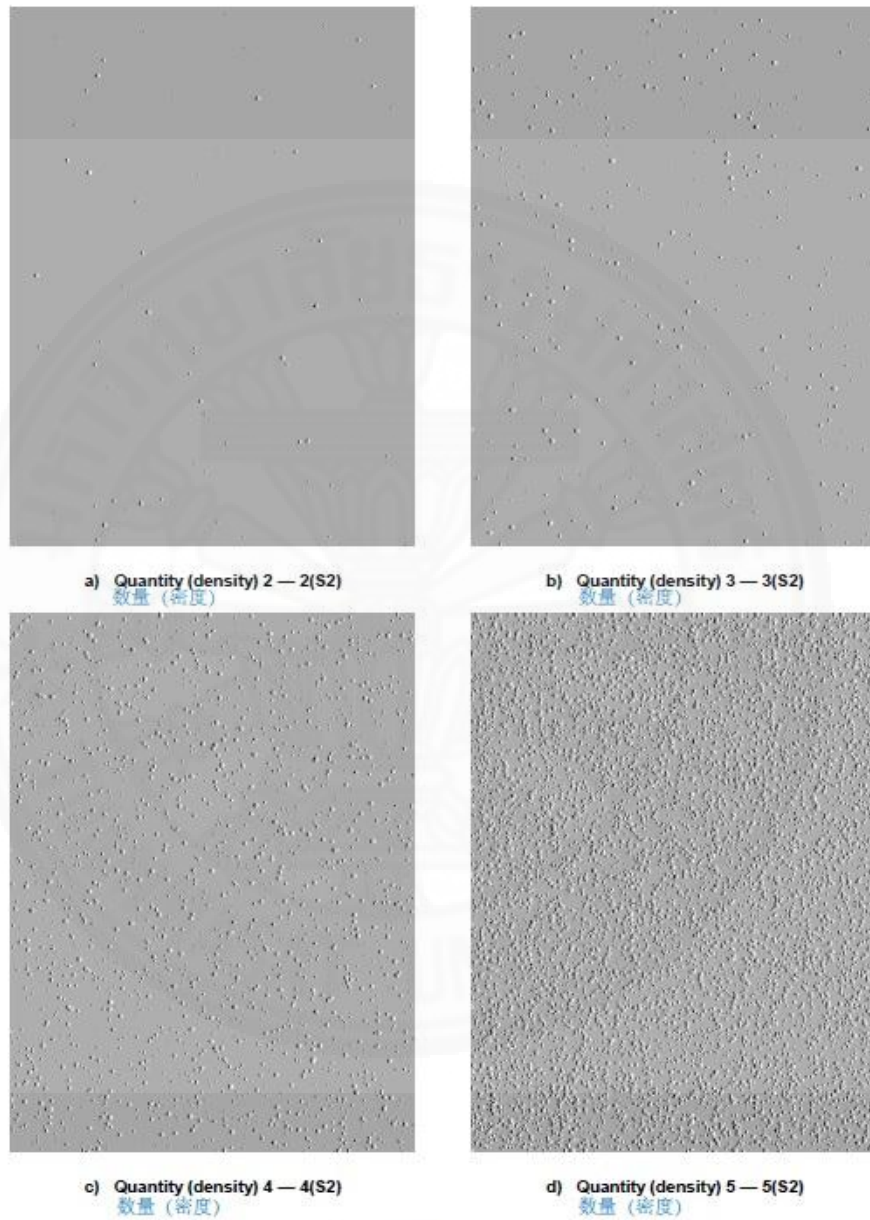 a) Quantity (density) 2 — 2(S2)
数量（密度）
b) Quantity (density) 3 — 3(S2)
数量（密度）
c) Quantity (density) 4 — 4(S2)
数量（密度）
d) Quantity (density) 5 — 5(S2)
数量（密度）